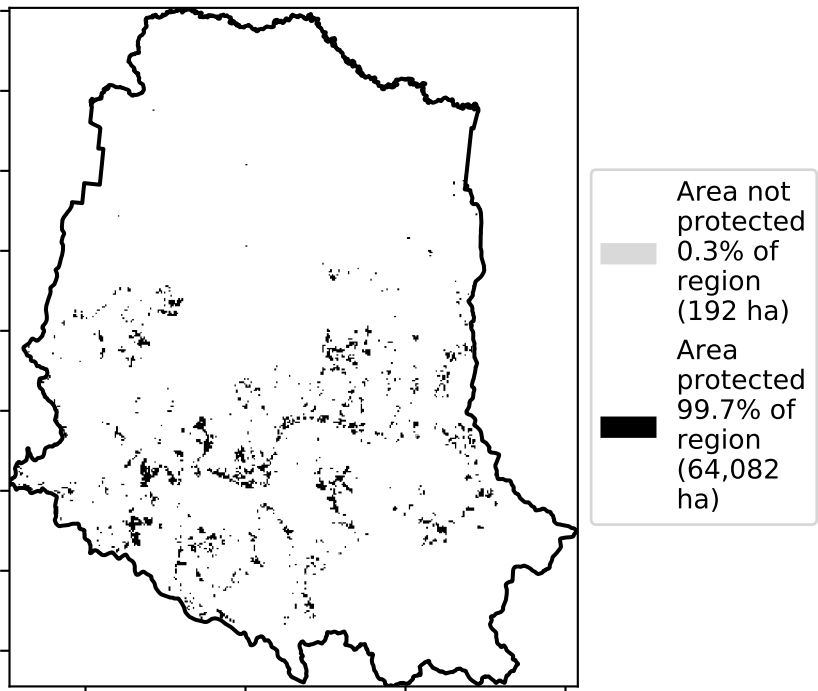 Area not
protected
0.3% of
region
(192 ha)
Area
protected
99.7% of
region
(64,082
ha)